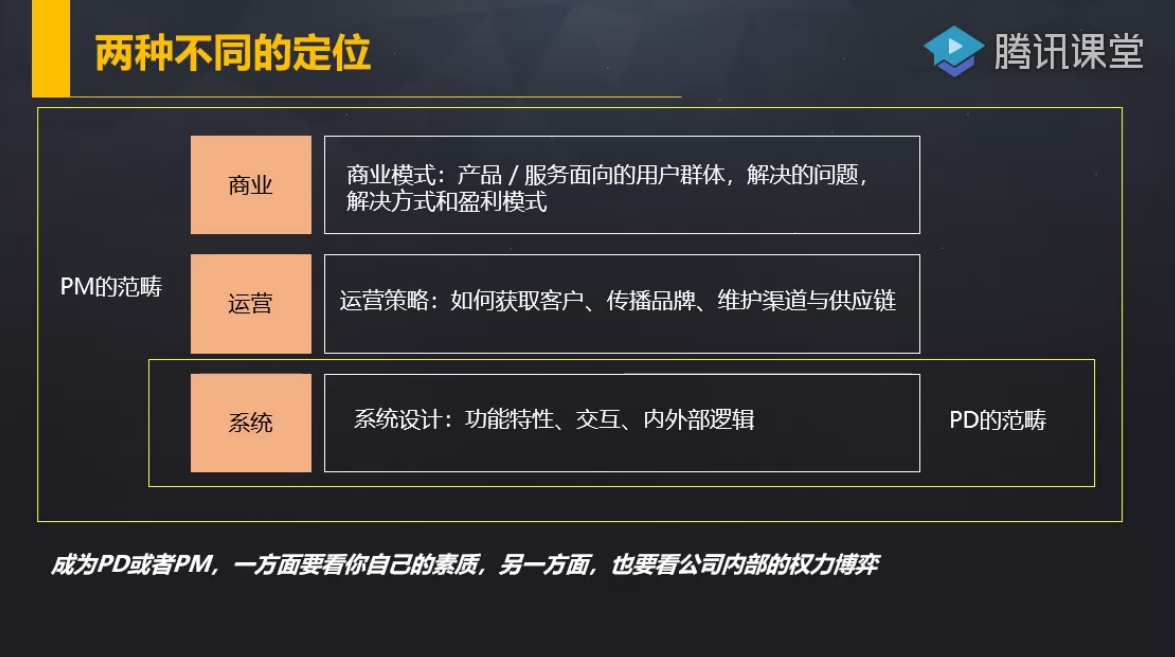 两种不同的定位
腾讯课堂
商业
商业模式：产品 / 服务面向的用户群体，解决的问题，
解决方式和盈利模式
PM的范畴
运营
运营策略：如何获取客户、传播品牌、维护渠道与供应链
系统
系统设计：功能特性、交互、内外部逻辑
PD的范畴
成为PD或者PM，一方面要看你自己的素质，另一方面，也要看公司内部的权力博弈